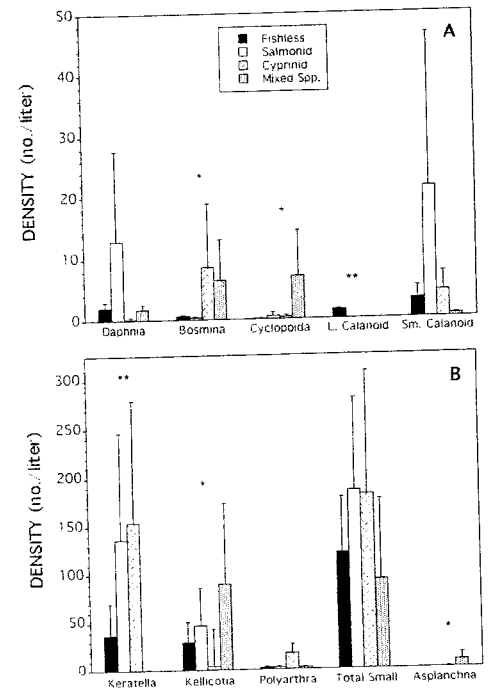 50
40
30
20
10
0
DENSITY (no./liter)
A
Fishless
Salmonid
Cyprinid
Mixed Spp.
*
*
**
Daphnia Bosmina Cyclopoida L. Calanoid Sm. Calanoid
300
250
200
150
100
50
0
DENSITY (no./liter)
B
**
*
*
Keratella Kellicotia Polyarthra Total Small Asplanchna